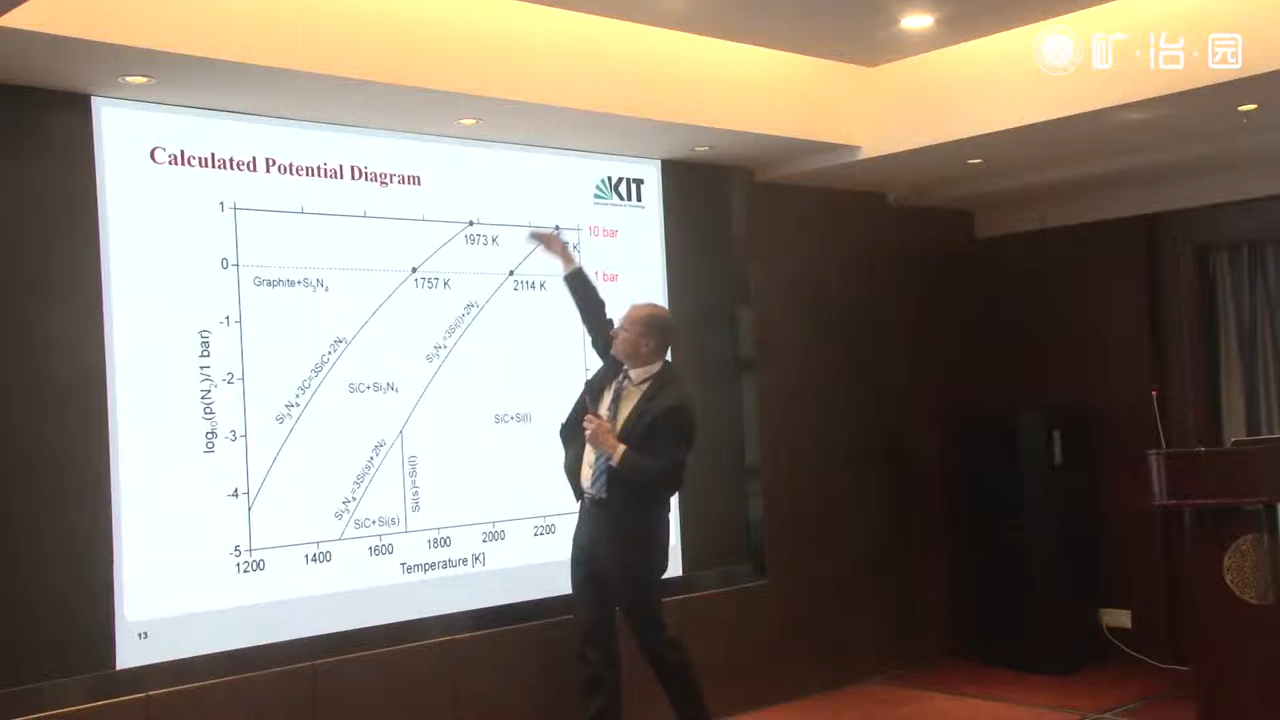 矿·冶·园
Calculated Potential Diagram
KIT
1
10 bar
1973 K
7 K
0
1 bar
Graphite+Si₃N₄
1757 K
2114 K
-1
Si₃N₄+3C=3SiC+2N₂
Si₃N₄=3Si(l)+2N₂
log₁₀(p(N₂)/1 bar)
-2
SiC+Si₃N₄
SiC+Si(l)
-3
Si₃N₄=3Si(s)+2N₂
Si(s)=Si(l)
-4
SiC+Si(s)
-5
1200
1400
1600
1800
2000
2200
Temperature [K]
13